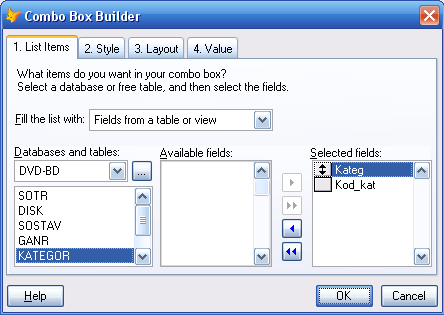 Combo Box Builder
1. List Items 2. Style 3. Layout 4. Value
What items do you want in your combo box?
Select a database or free table, and then select the fields.
Fill the list with: Fields from a table or view
Databases and tables: Available fields: Selected fields:
DVD-BD ...
Kateg
Kod_kat
SOTR
DISK
SOSTAV
GANR
KATEGOR
Help OK Cancel